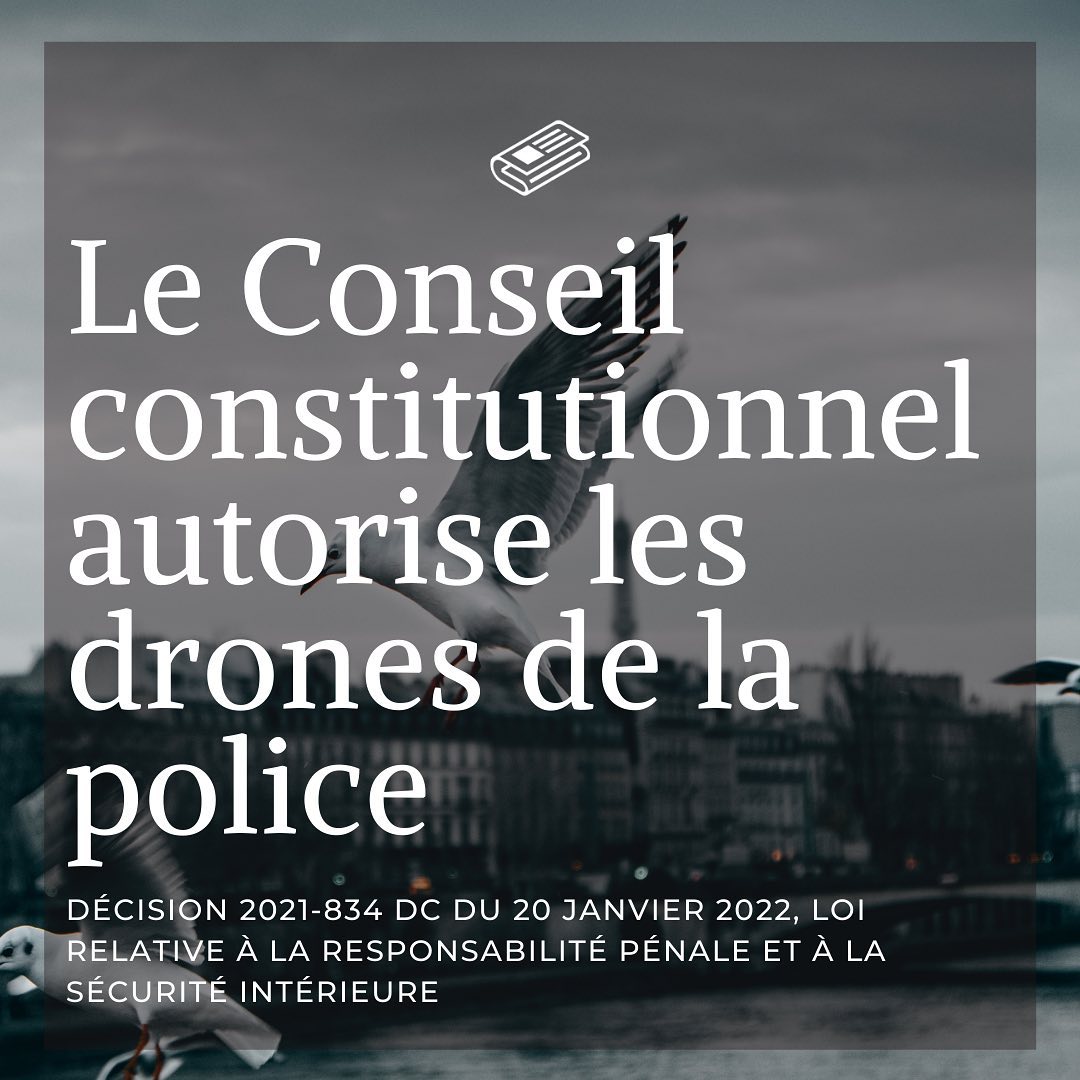 Le Conseil
constitutionnel
autorise les
drones de la
police
DÉCISION 2021-834 DC DU 20 JANVIER 2022, LOI
RELATIVE À LA RESPONSABILITÉ PÉNALE ET À LA
SÉCURITÉ INTÉRIEURE